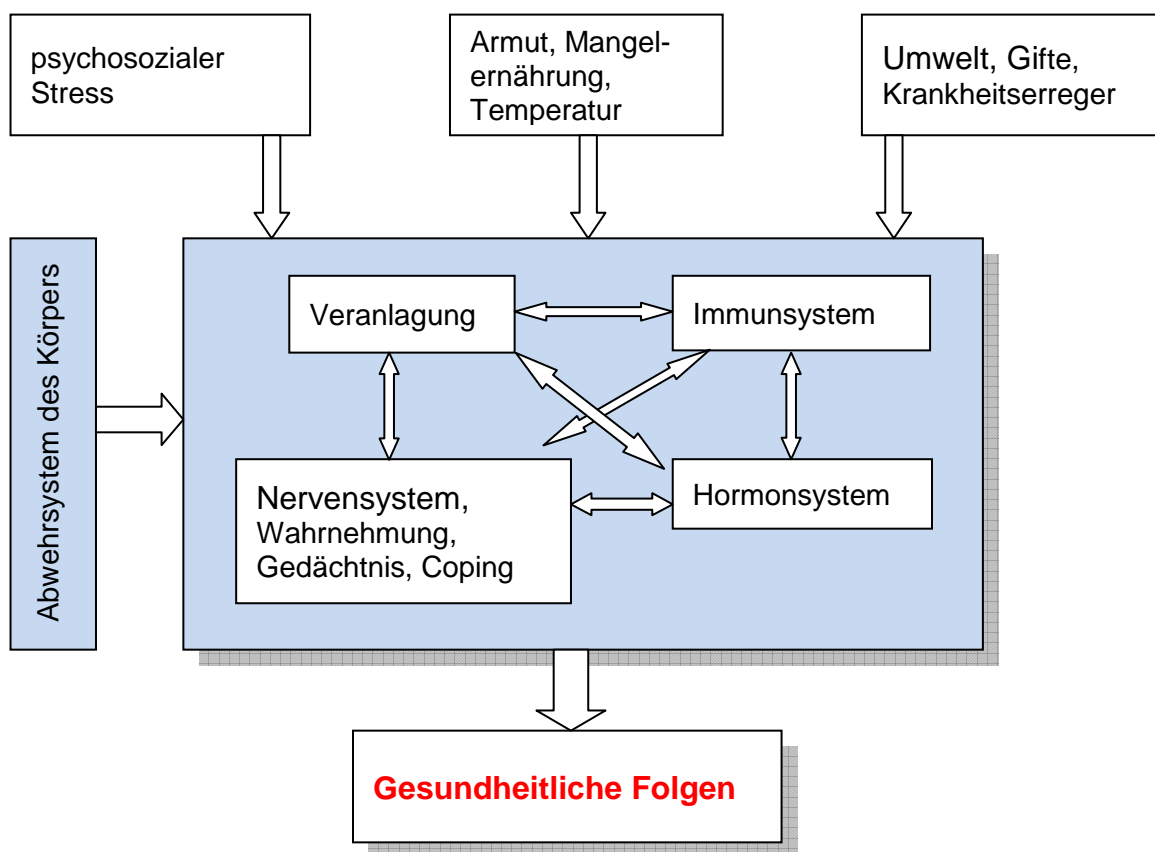 psychosozialer
Stress
Armut, Mangel-
ernährung,
Temperatur
Umwelt, Gifte,
Krankheitserreger
Abwehrsystem des Körpers
Veranlagung
Immunsystem
Nervensystem,
Wahrnehmung,
Gedächtnis, Coping
Hormonsystem
Gesundheitliche Folgen